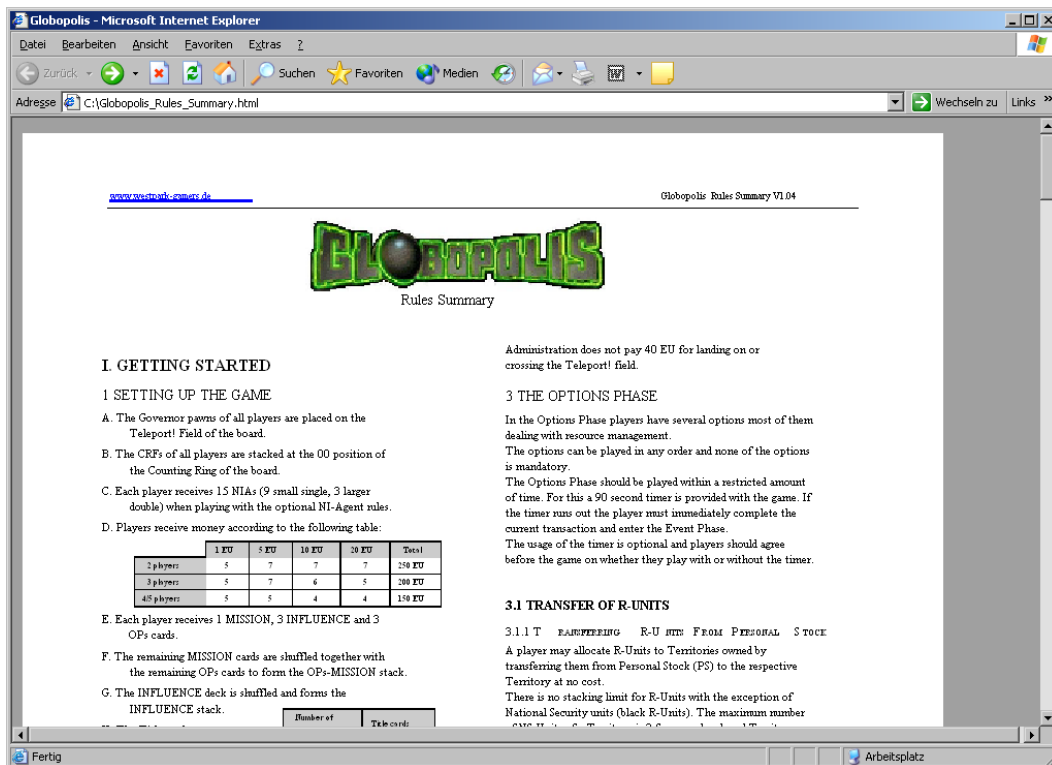 Globopolis - Microsoft Internet Explorer
Datei Bearbeiten Ansicht Favoriten Extras ?
Zurück Suchen Favoriten Medien
Adresse C:\Globopolis_Rules_Summary.html Wechseln zu Links »
www.westpark-gamers.de Globopolis Rules Summary V1.04
GLOBOPOLIS
Rules Summary
I. GETTING STARTED
1 SETTING UP THE GAME
A. The Governor pawns of all players are placed on the
Teleport! Field of the board.
B. The CRFs of all players are stacked at the 00 position of
the Counting Ring of the board.
C. Each player receives 15 NIAs (9 small single, 3 larger
double) when playing with the optional NI-Agent rules.
D. Players receive money according to the following table:
1 EU 5 EU 10 EU 20 EU Total
2 players 5 7 7 7 250 EU
3 players 5 7 6 5 200 EU
4/5 players 5 5 4 4 150 EU
E. Each player receives 1 MISSION, 3 INFLUENCE and 3
OPs cards.
F. The remaining MISSION cards are shuffled together with
the remaining OPs cards to form the OPs-MISSION stack.
G. The INFLUENCE deck is shuffled and forms the
INFLUENCE stack.
Number of Title cards
Administration does not pay 40 EU for landing on or
crossing the Teleport! field.
3 THE OPTIONS PHASE
In the Options Phase players have several options most of them
dealing with resource management.
The options can be played in any order and none of the options
is mandatory.
The Options Phase should be played within a restricted amount
of time. For this a 90 second timer is provided with the game. If
the timer runs out the player must immediately complete the
current transaction and enter the Event Phase.
The usage of the timer is optional and players should agree
before the game on whether they play with or without the timer.
3.1 TRANSFER OF R-UNITS
3.1.1 TRANSFERRING R-UNITS FROM PERSONAL STOCK
A player may allocate R-Units to Territories owned by
transferring them from Personal Stock (PS) to the respective
Territory at no cost.
There is no stacking limit for R-Units with the exception of
National Security units (black R-Units). The maximum number
Fertig Arbeitsplatz